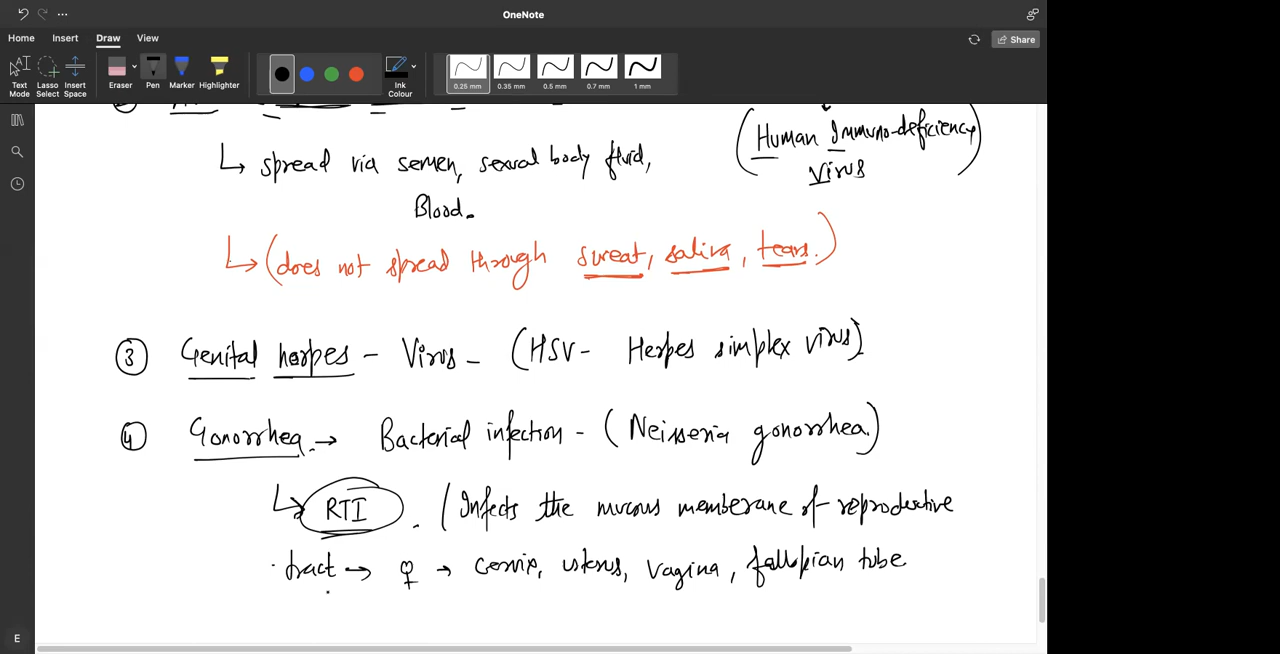 OneNote
Home Insert Draw View
Share
Text Mode Lasso Select Insert Space Eraser Pen Marker Highlighter Ink Colour 0.25 mm 0.35 mm 0.5 mm 0.7 mm 1 mm
(Human Immuno-deficiency
Virus)
↳ spread via semen, sexual body fluid,
Blood.
↳ (does not spread through sweat, saliva, tears.)
③ Genital herpes - Virus - (HSV - Herpes simplex virus)
④ Gonorrhea → Bacterial infection - (Neisseria gonorrhea.)
↳ RTI. (Infects the mucous memberane of reproductive
tract → ♀ → cervix, uterus, vagina, fallopian tube
E